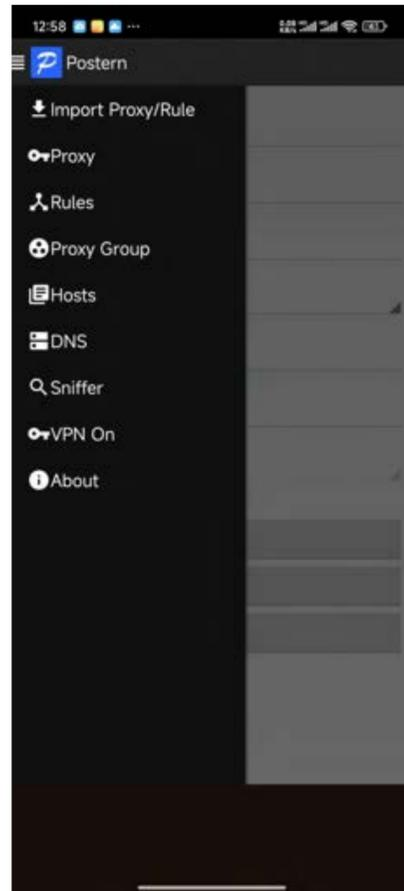 12:58
Postern
Import Proxy/Rule
Proxy
Rules
Proxy Group
Hosts
DNS
Sniffer
VPN On
About